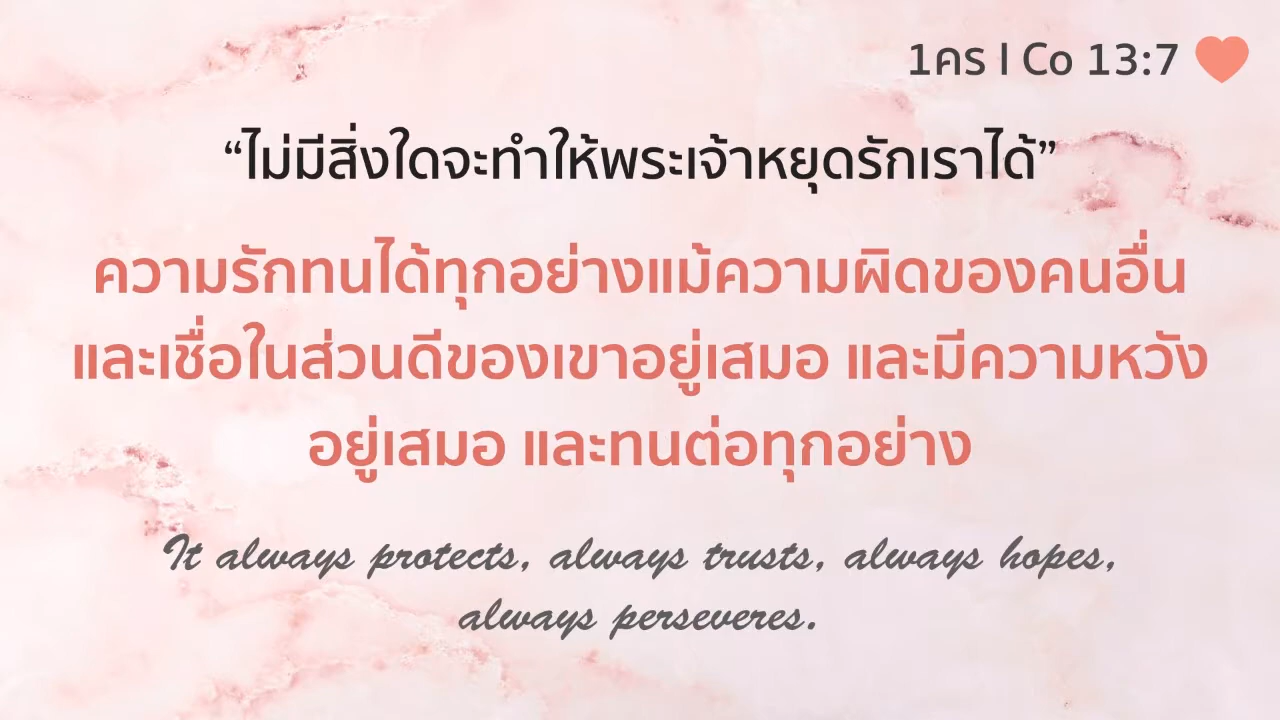 1คร I Co 13:7
“ไม่มีสิ่งใดจะทำให้พระเจ้าหยุดรักเราได้”
ความรักทนได้ทุกอย่างแม้ความผิดของคนอื่น
และเชื่อในส่วนดีของเขาอยู่เสมอ และมีความหวัง
อยู่เสมอ และทนต่อทุกอย่าง
It always protects, always trusts, always hopes,
always perseveres.